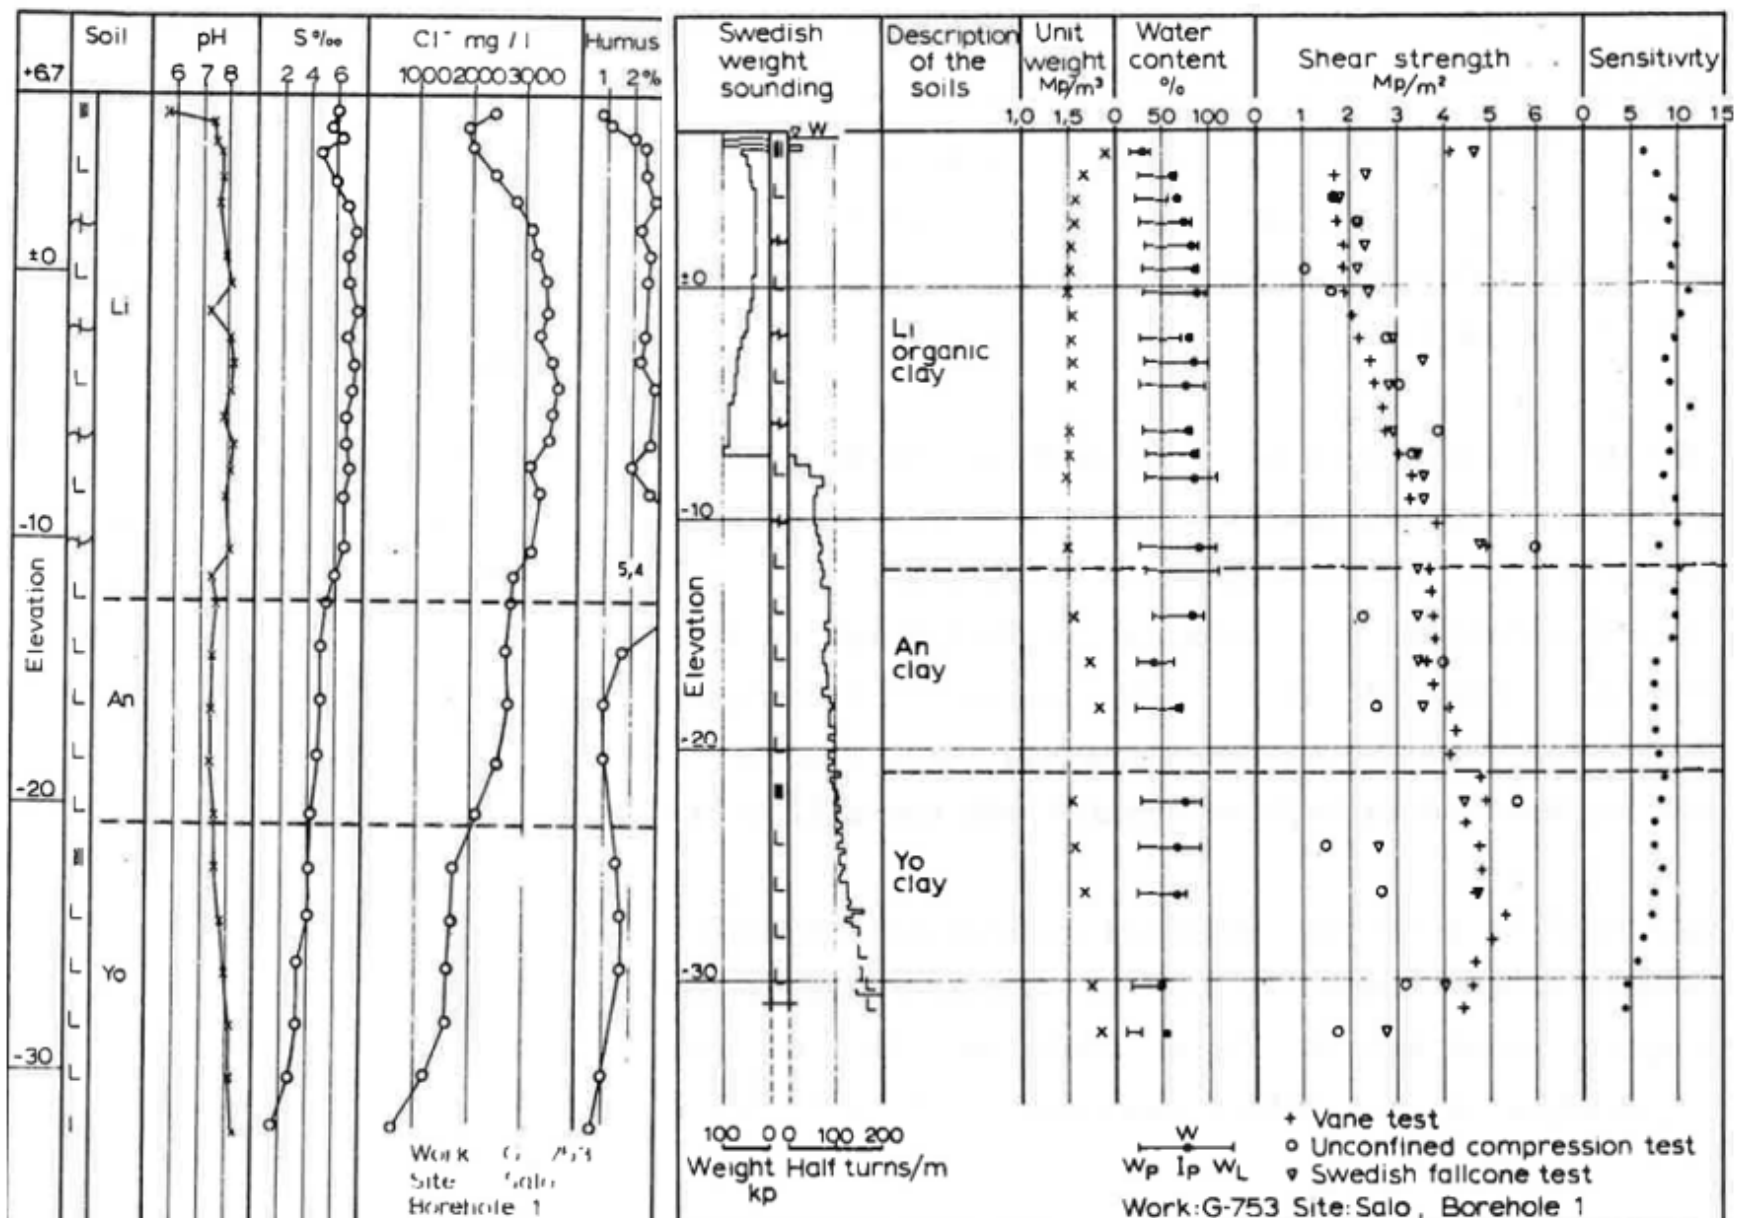 Soil pH S‰ Cl⁻ mg / l Humus
+6.7 6 7 8 2 4 6 1000 2000 3000 1 2%
L
L
±0
L
Li
L
L
L
-10
L
5,4
L
An
L
L
-20
L
L
L
Yo
L
-30
L
Elevation
Work
Site Salo
Borehole 1
Swedish weight sounding
Description of the soils
Unit weight Mp/m³
Water content %
Shear strength Mp/m²
Sensitivity
1,0 1,5 0 50 100 0 1 2 3 4 5 6 0 5 10 15
W
L
L
±0
L
Li organic clay
L
L
L
L
-10
L
L
An clay
L
L
-20
L
L
Yo clay
L
L
-30
L
Elevation
100 0 0 100 200
Weight kp
Half turns/m
W
Wp Ip WL
+ Vane test
o Unconfined compression test
▿ Swedish fallcone test
Work:G-753 Site:Salo, Borehole 1